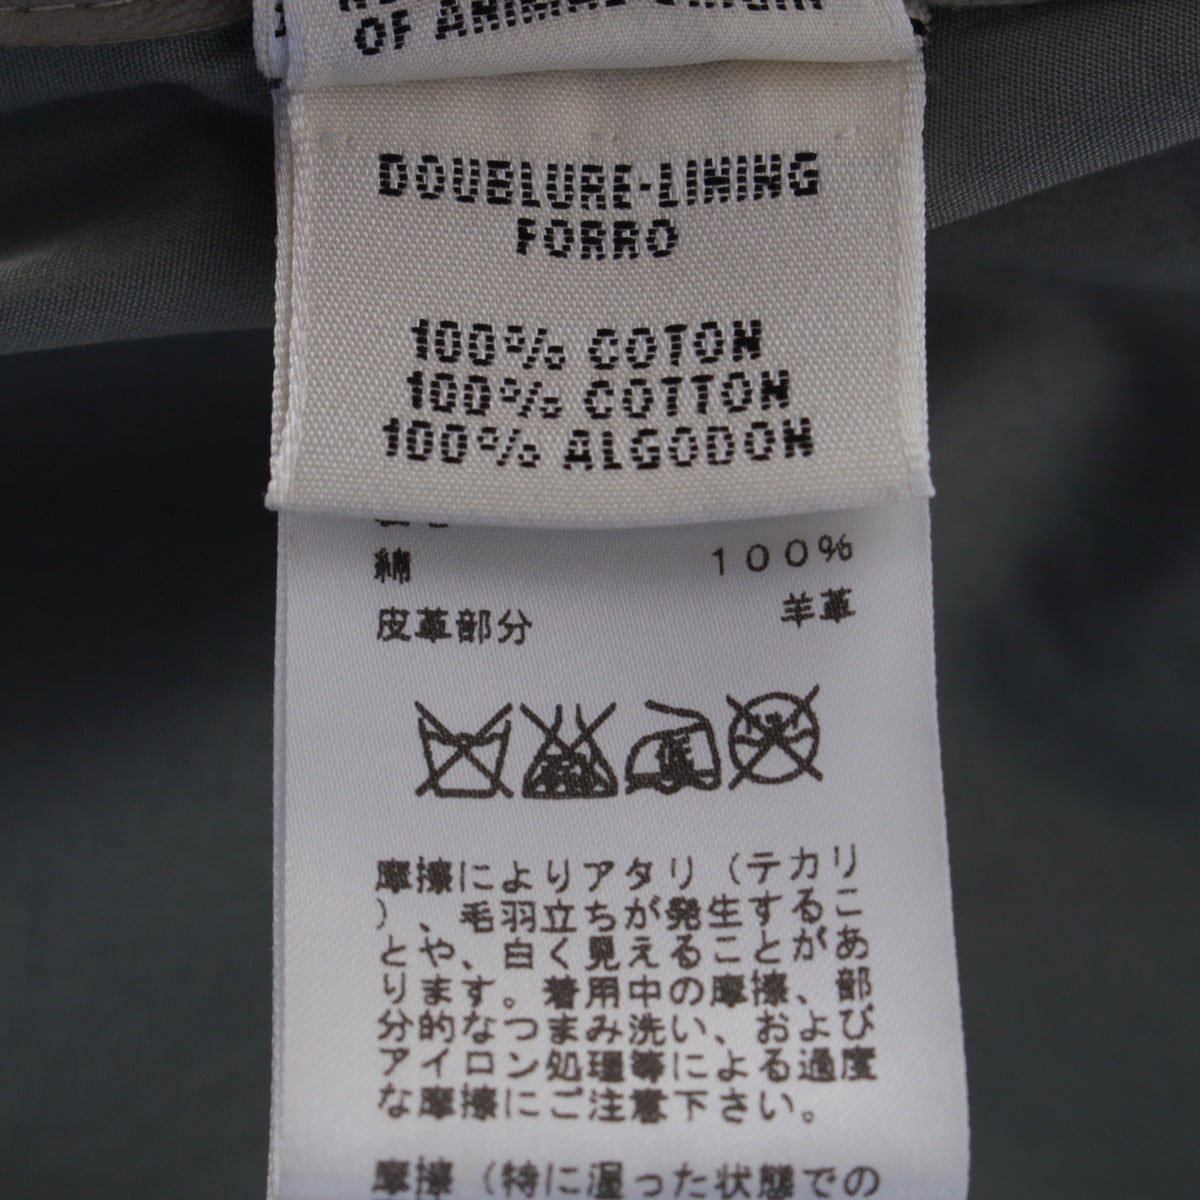 OF ANIMAL ORIGIN
DOUBLURE-LINING
FORRO
100% COTON
100% COTTON
100% ALGODON
綿 100%
皮革部分 羊革
摩擦によりアタリ（テカリ
）、毛羽立ちが発生するこ
とや、白く見えることがあ
ります。着用中の摩擦、部
分的なつまみ洗い、および
アイロン処理等による過度
な摩擦にご注意下さい。
摩擦（特に湿った状態での